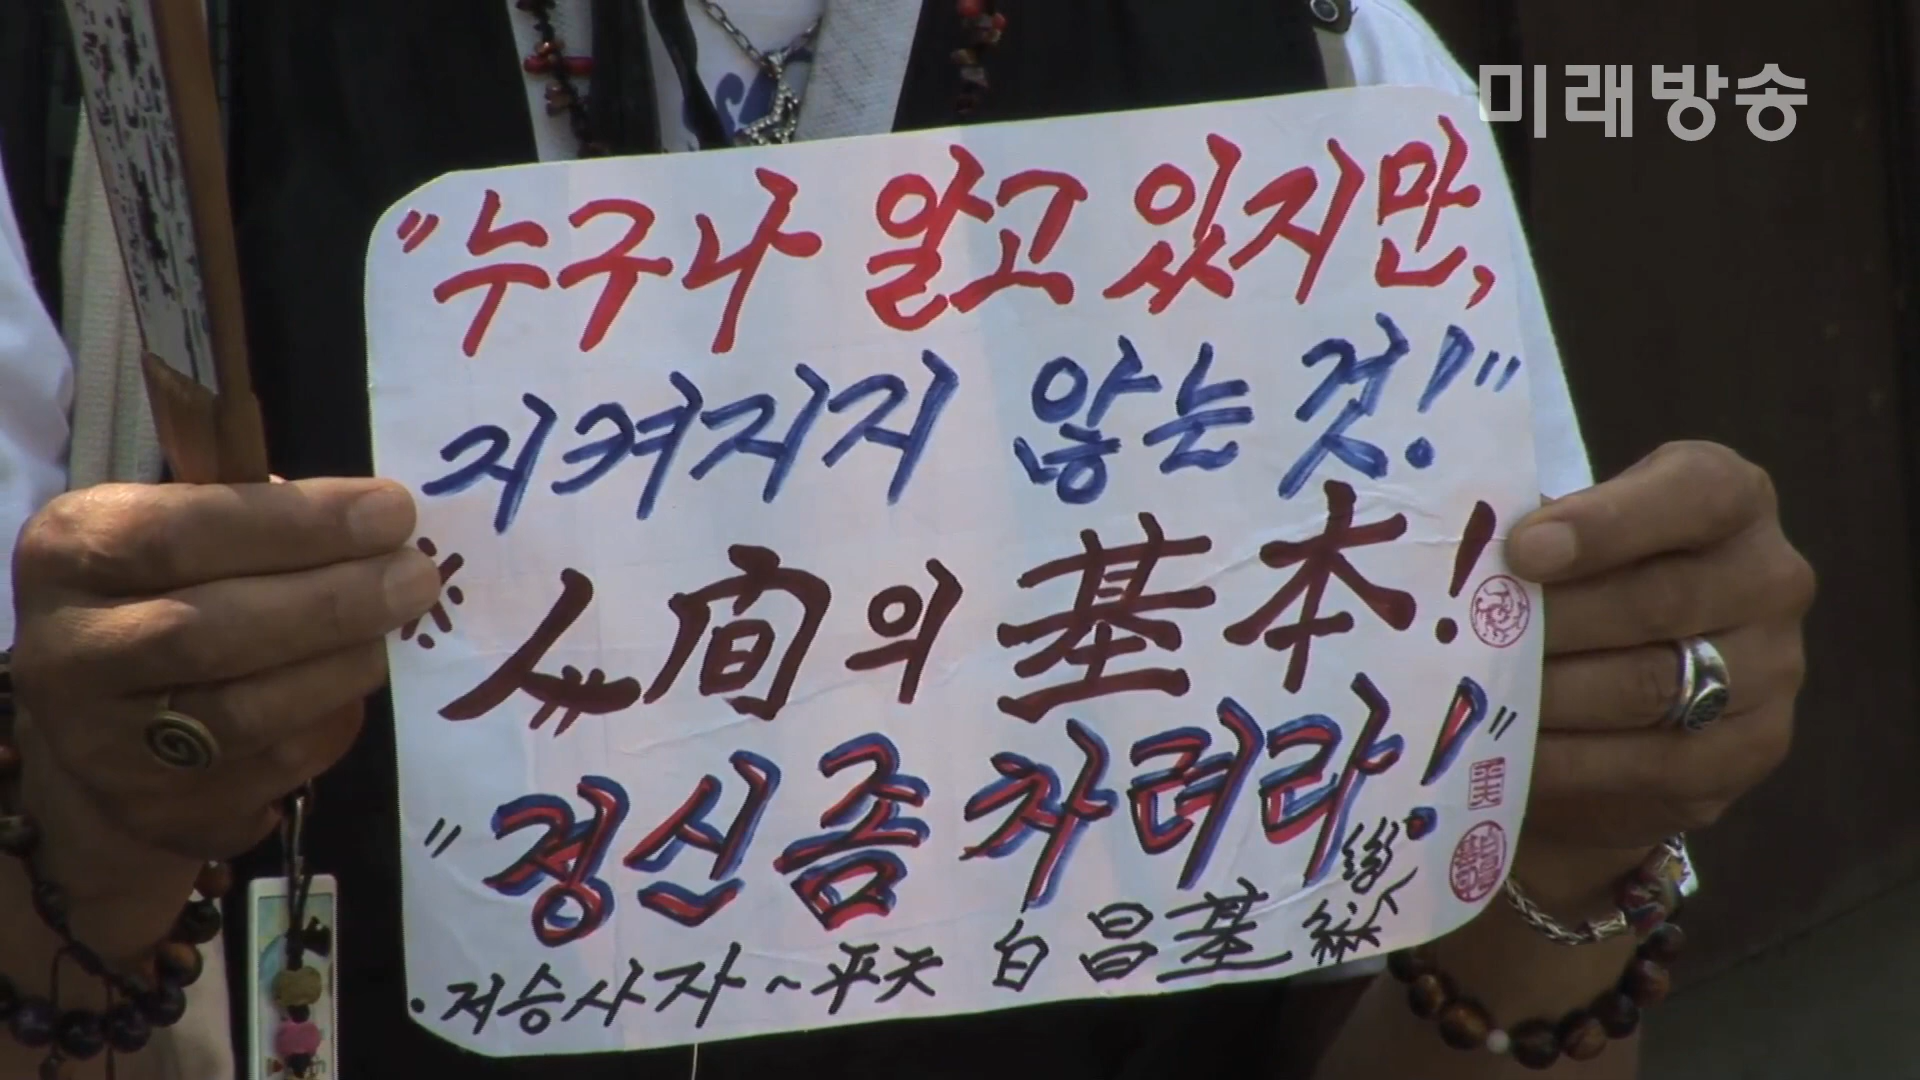 미래방송
"누구나 알고 있지만,
지켜지지 않는 것!"
人間의 基本!
"정신 좀 차려라!"
·저승사자~平天 白昌基